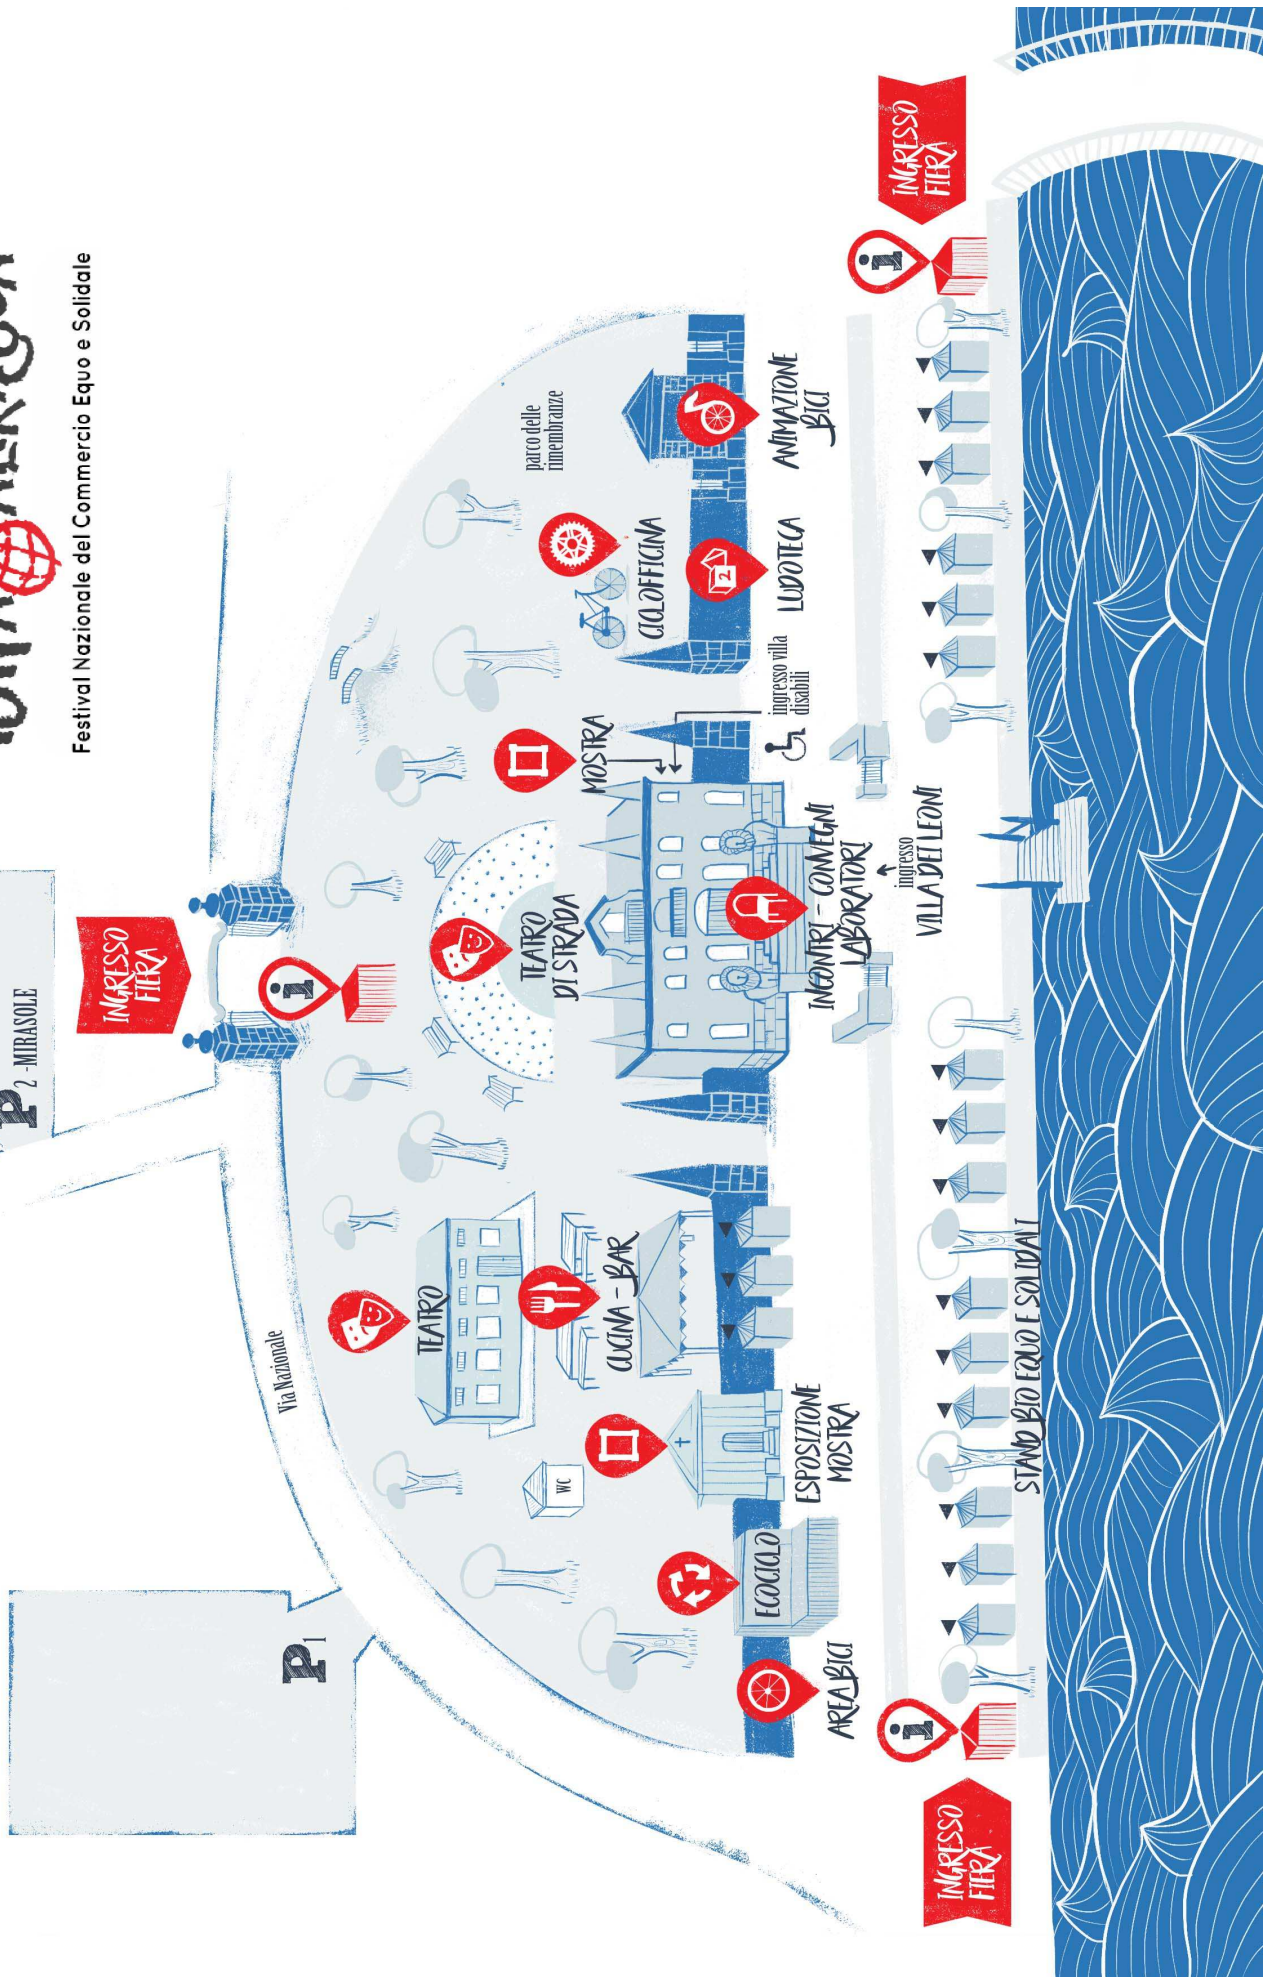 Festival Nazionale del Commercio Equo e Solidale
P2 - MIRASOLE
INGRESSO
FIERA
i
P1
Via Nazionale
parco delle
rimembranze
TEATRO
TEATRO
DI STRADA
MOSTRA
CICLOFFICINA
WC
CUCINA - BAR
2
ECOCICLO
AREA BICI
ESPOSIZIONE
MOSTRA
INCONTRI - CONVEGNI
LABORATORI
ingresso
VILLA DEI LEONI
ingresso villa
disabili
LUDOTECA
ANIMAZIONE
BICI
i
INGRESSO
FIERA
STAND BIO EQUO E SOLIDALI
i
INGRESSO
FIERA